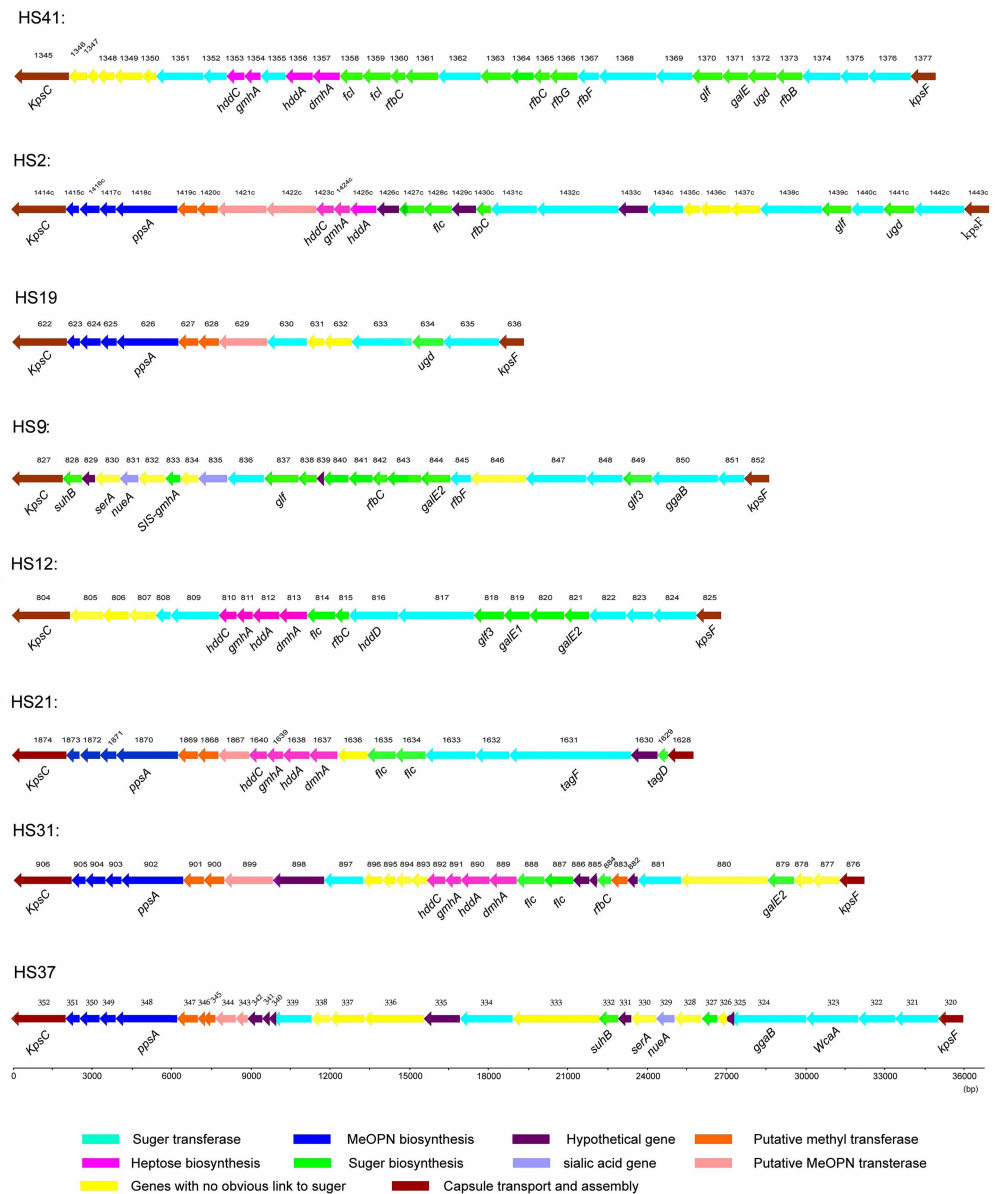 HS41:
1345 1346 1347 1348 1349 1350 1351 1352 1353 1354 1355 1356 1357 1358 1359 1360 1361 1362 1363 1364 1365 1366 1367 1368 1369 1370 1371 1372 1373 1374 1375 1376 1377
KpsC hddC gmhA hddA dmhA fcl fcl rfbC rfbC rfbG rfbF glf galE ugd rfbB kpsF
HS2:
1414c 1415c 1416c 1417c 1418c 1419c 1420c 1421c 1422c 1423c 1424c 1425c 1426c 1427c 1428c 1429c 1430c 1431c 1432c 1433c 1434c 1435c 1436c 1437c 1438c 1439c 1440c 1441c 1442c 1443c
KpsC ppsA hddC gmhA hddA flc rfbC glf ugd kpsF
HS19
622 623 624 625 626 627 628 629 630 631 632 633 634 635 636
KpsC ppsA ugd kpsF
HS9:
827 828 829 830 831 832 833 834 835 836 837 838 839 840 841 842 843 844 845 846 847 848 849 850 851 852
KpsC suhB serA nueA SIS-gmhA glf rfbC galE2 rfbF glf3 ggaB kpsF
HS12:
804 805 806 807 808 809 810 811 812 813 814 815 816 817 818 819 820 821 822 823 824 825
KpsC hddC gmhA hddA dmhA flc rfbC hddD glf3 galE1 galE2 kpsF
HS21:
1874 1873 1872 1871 1870 1869 1868 1867 1640 1639 1638 1637 1636 1635 1634 1633 1632 1631 1630 1629 1628
KpsC ppsA hddC gmhA hddA dmhA flc flc tagF tagD
HS31:
906 905 904 903 902 901 900 899 898 897 896 895 894 893 892 891 890 889 888 887 886 885 884 883 882 881 880 879 878 877 876
KpsC ppsA hddC gmhA hddA dmhA flc flc rfbC galE2 kpsF
HS37
352 351 350 349 348 347 346 345 344 343 342 341 340 339 338 337 336 335 334 333 332 331 330 329 328 327 326 325 324 323 322 321 320
KpsC ppsA suhB serA nueA ggaB WcaA kpsF
0 3000 6000 9000 12000 15000 18000 21000 24000 27000 30000 33000 36000
(bp)
Suger transferase MeOPN biosynthesis Hypothetical gene Putative methyl transferase
Heptose biosynthesis Suger biosynthesis sialic acid gene Putative MeOPN transterase
Genes with no obvious link to suger Capsule transport and assembly